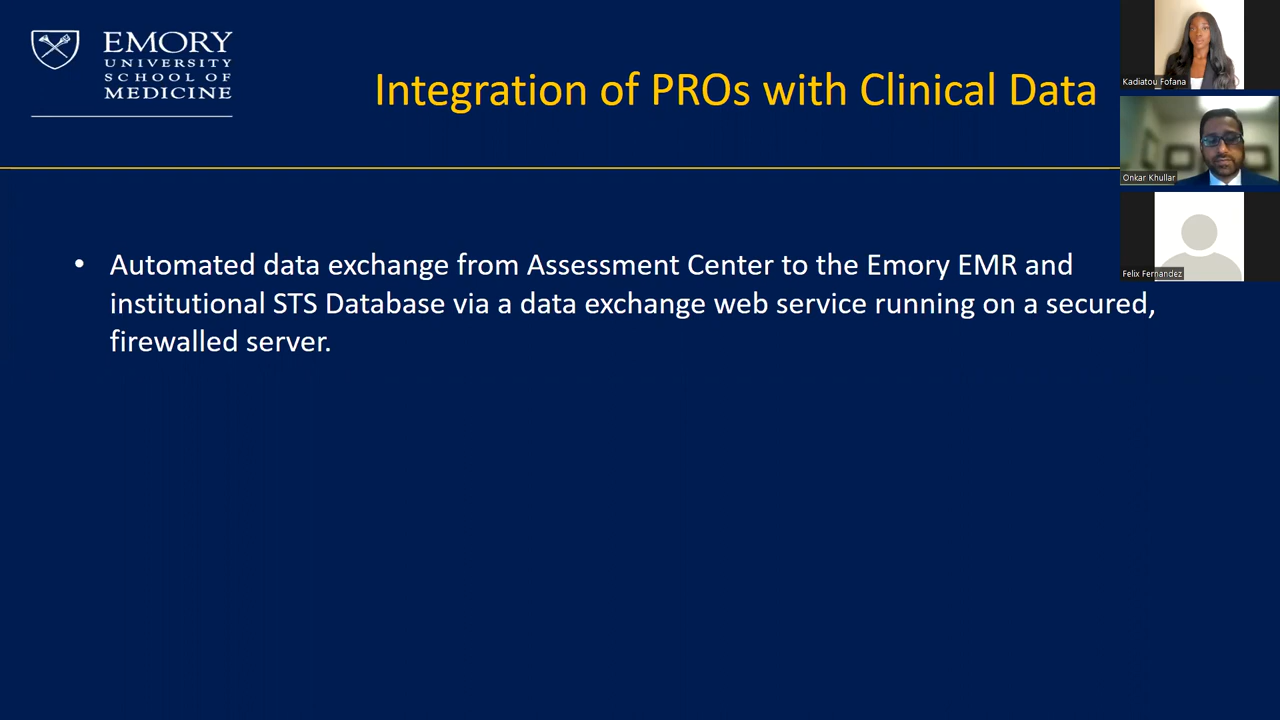 EMORY
UNIVERSITY
SCHOOL OF
MEDICINE
Integration of PROs with Clinical Data
• Automated data exchange from Assessment Center to the Emory EMR and
institutional STS Database via a data exchange web service running on a secured,
firewalled server.
Kadiatou Fofana
Onkar Khullar
Felix Fernandez